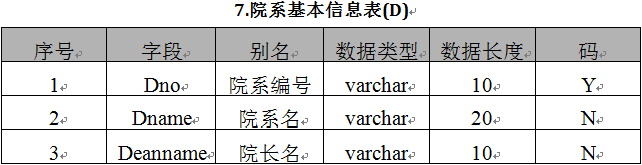 7.院系基本信息表(D)
序号 字段 别名 数据类型 数据长度 码
1 Dno 院系编号 varchar 10 Y
2 Dname 院系名 varchar 20 N
3 Deanname 院长名 varchar 10 N